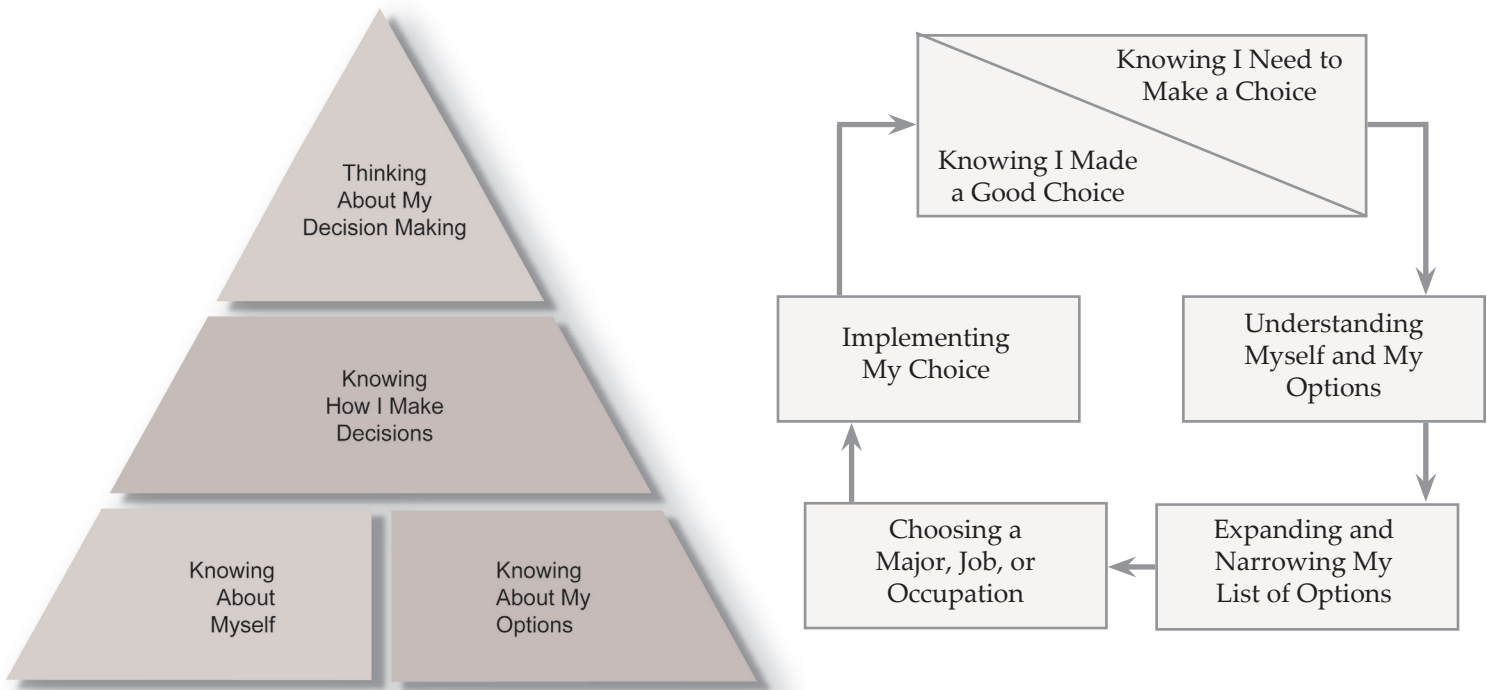 Thinking
About My
Decision Making
Knowing
How I Make
Decisions
Knowing
About
Myself
Knowing
About My
Options
Knowing I Need to
Make a Choice
Knowing I Made
a Good Choice
Understanding
Myself and My
Options
Expanding and
Narrowing My
List of Options
Choosing a
Major, Job, or
Occupation
Implementing
My Choice